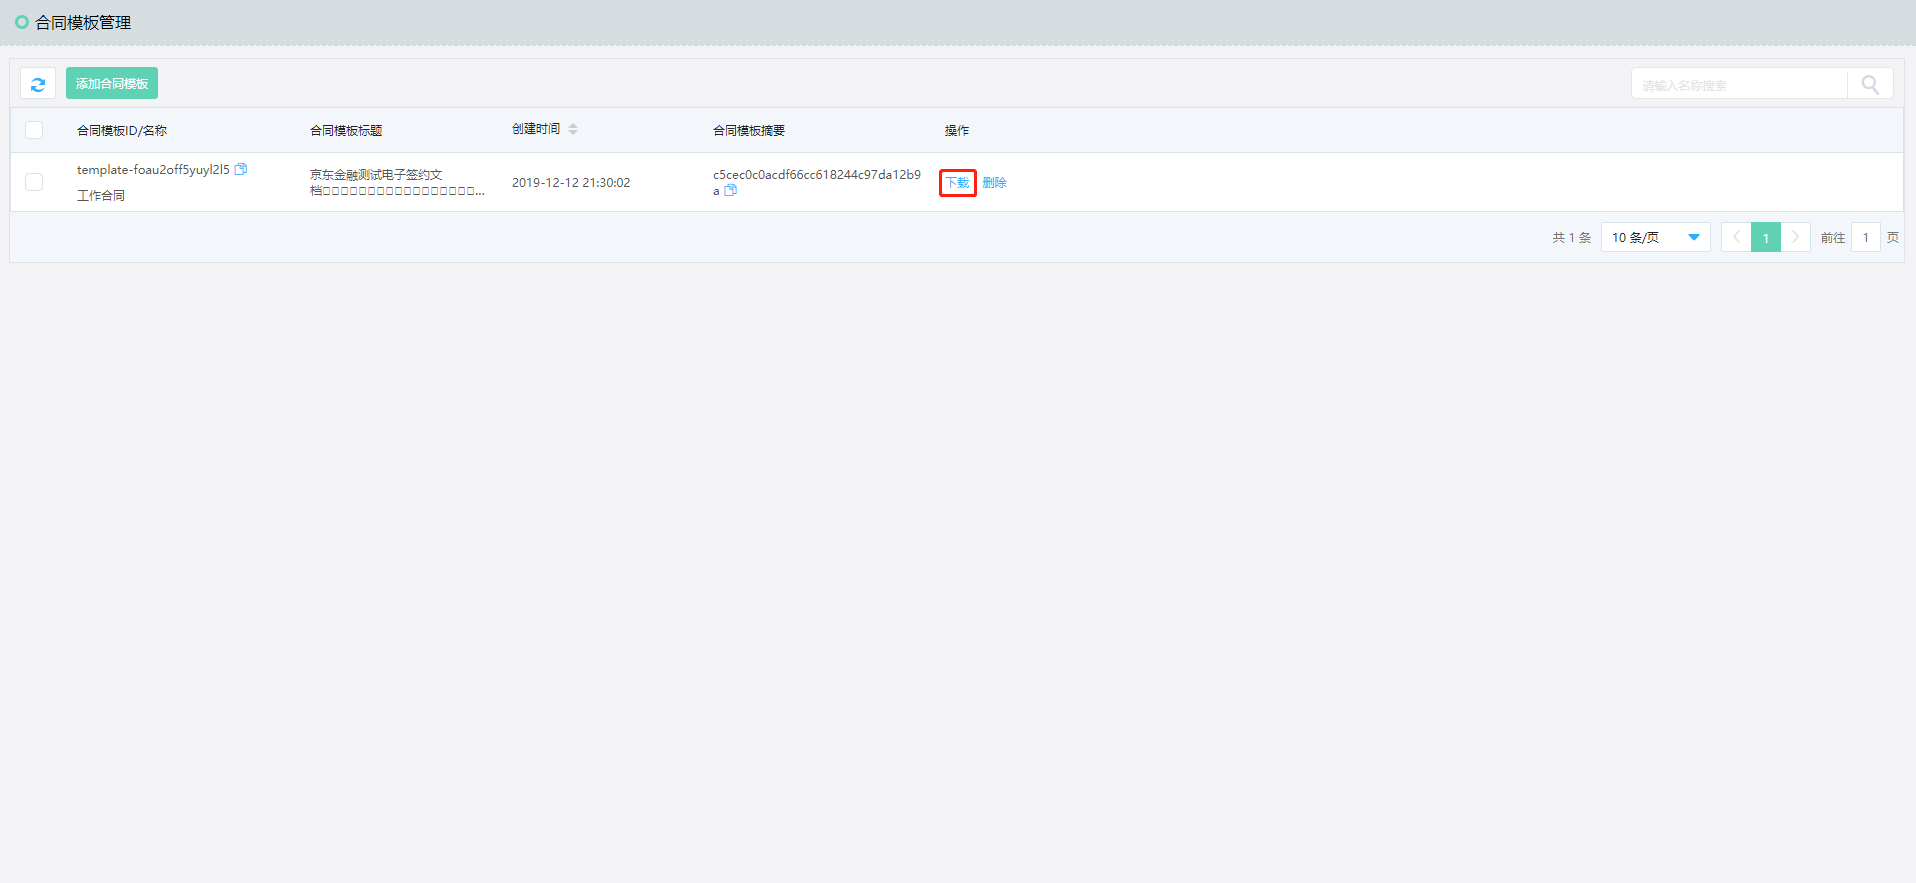 合同模板管理
添加合同模板
请输入名称搜索
合同模板ID/名称
合同模板标题
创建时间
合同模板摘要
操作
template-foau2off5yuyl2l5
工作合同
京东金融测试电子签约文
档□□□□□□□□□□□□□□□□□...
2019-12-12 21:30:02
c5cec0c0acdf66cc618244c97da12b9
a
下载
删除
共 1 条
10 条/页
1
前往
1
页